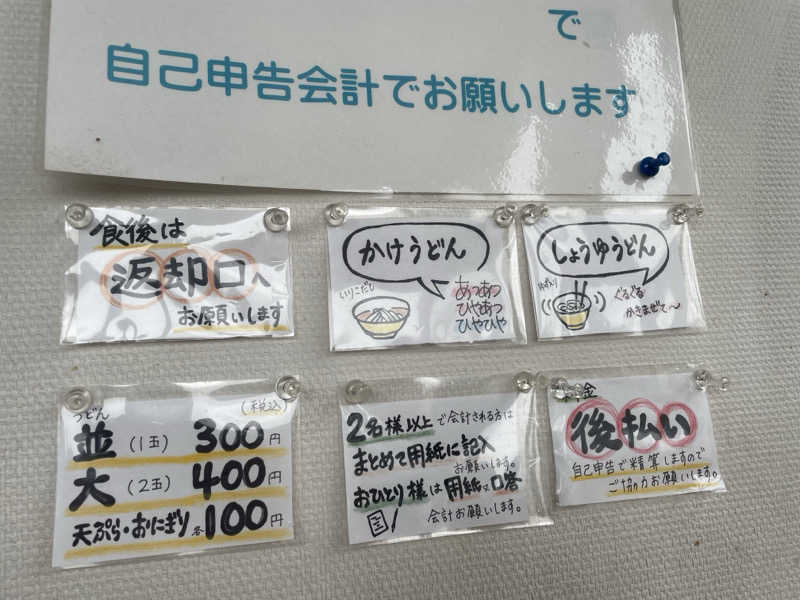 で
自己申告会計でお願いします
食後は
返却口へ
お願いします
かけうどん
いりこだし
あつあつ
ひやあつ
ひやひや
しょうゆうどん
ぐるぐる
かきまぜて〜
うどん
(税込)
並(1玉)300円
大(2玉)400円
天ぷら・おにぎり各100円
2名様以上で会計される方は
まとめて用紙に記入
お願いします。
おひとり様は用紙又口答
会計お願いします。
金
後払い
自己申告で精算しますので
ご協力お願いします。